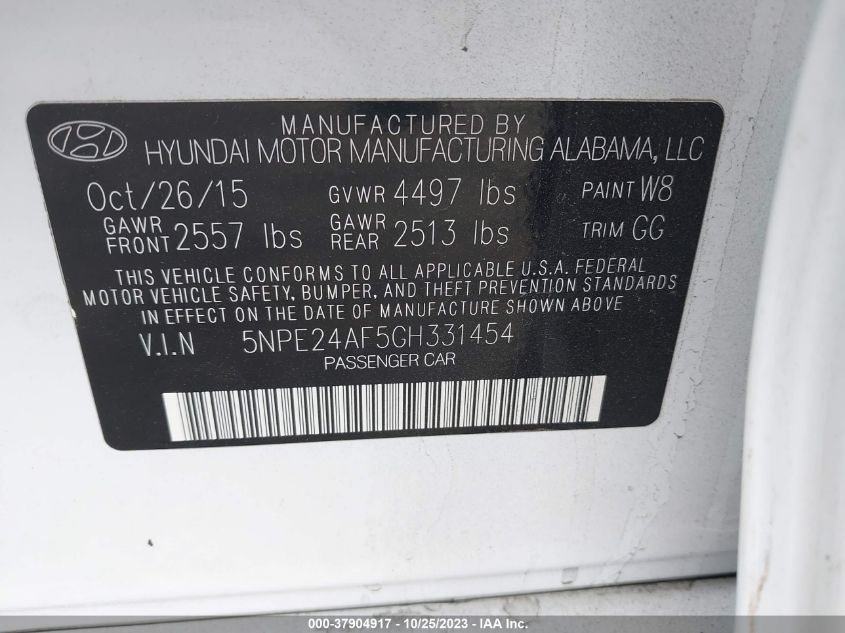 MANUFACTURED BY
HYUNDAI MOTOR MANUFACTURING ALABAMA, LLC
Oct/26/15 GVWR 4497 lbs PAINT W8
GAWR FRONT 2557 lbs GAWR REAR 2513 lbs TRIM GG
THIS VEHICLE CONFORMS TO ALL APPLICABLE U.S.A. FEDERAL
MOTOR VEHICLE SAFETY, BUMPER, AND THEFT PREVENTION STANDARDS
IN EFFECT ON THE DATE OF MANUFACTURE SHOWN ABOVE
V.I.N 5NPE24AF5GH331454
PASSENGER CAR
000-37904917 - 10/25/2023 - IAA Inc.